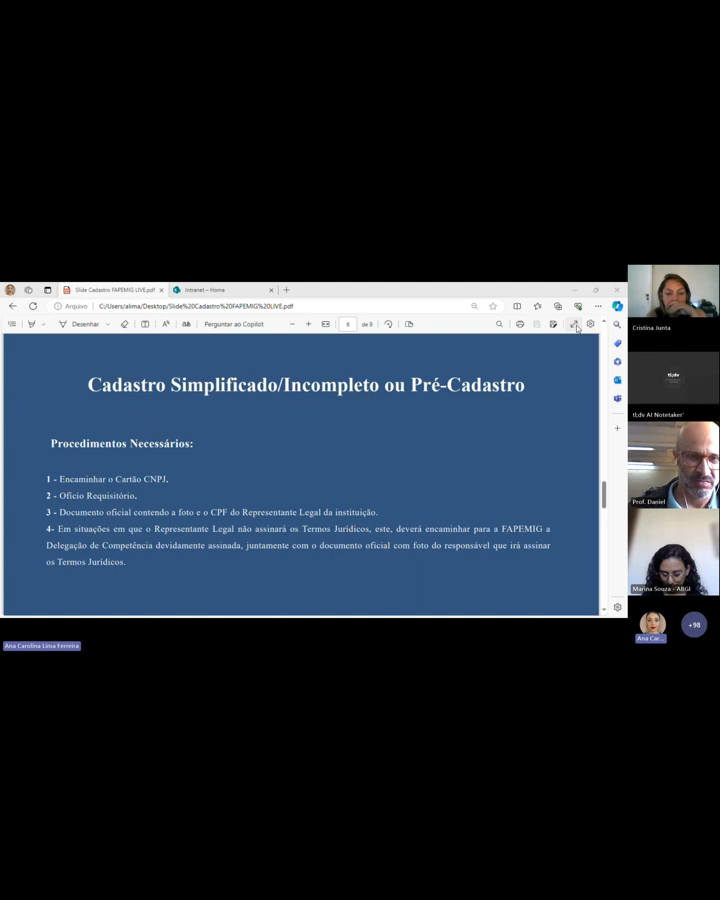 Slide Cadastro FAPEMIG LIVE.pdf
Intranet – Home
Arquivo
C:/Users/alima/Desktop/Slide%20Cadastro%20FAPEMIG%20LIVE.pdf
Desenhar
Perguntar ao Copilot
6
de 9
Cadastro Simplificado/Incompleto ou Pré-Cadastro
Procedimentos Necessários:
1 - Encaminhar o Cartão CNPJ.
2 - Ofício Requisitório.
3 - Documento oficial contendo a foto e o CPF do Representante Legal da instituição.
4- Em situações em que o Representante Legal não assinará os Termos Jurídicos, este, deverá encaminhar para a FAPEMIG a
Delegação de Competência devidamente assinada, juntamente com o documento oficial com foto do responsável que irá assinar
os Termos Jurídicos.
Cristina Junta
tl;dv
tl;dv AI Notetaker'
Prof. Daniel
Marina Souza - ABGI
Ana Car...
+98
Ana Carolina Lima Ferreira